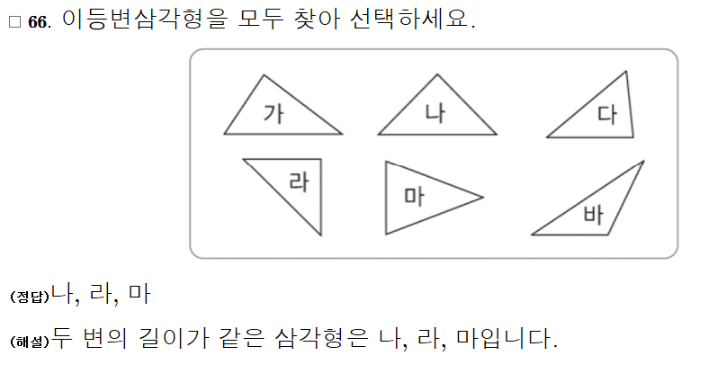 □ 66. 이등변삼각형을 모두 찾아 선택하세요.
가 나 다
라 마 바
(정답)나, 라, 마
(해설)두 변의 길이가 같은 삼각형은 나, 라, 마입니다.